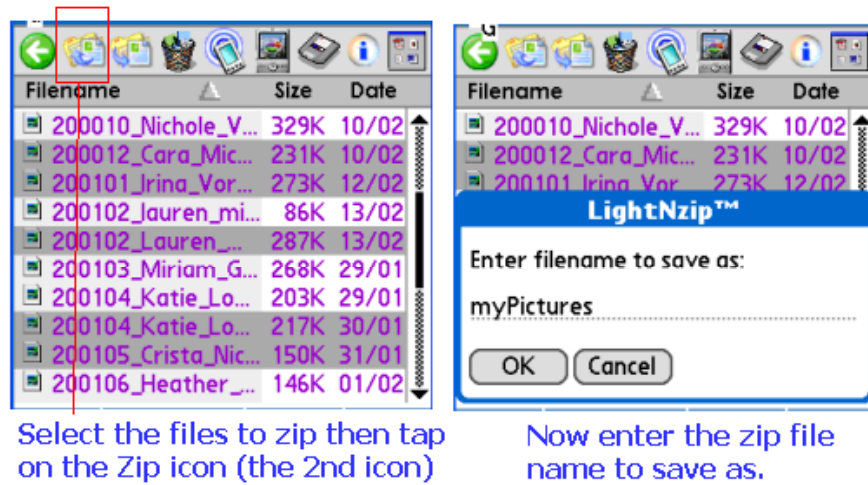 Filename Size Date
200010_Nichole_V... 329K 10/02
200012_Cara_Mic... 231K 10/02
200101_Irina_Vor... 273K 12/02
200102_lauren_mi... 86K 13/02
200102_Lauren_... 287K 13/02
200103_Miriam_G... 268K 29/01
200104_Katie_Lo... 203K 29/01
200104_Katie_Lo... 217K 30/01
200105_Crista_Nic... 150K 31/01
200106_Heather_... 146K 01/02
Select the files to zip then tap
on the Zip icon (the 2nd icon)
G
Filename Size Date
200010_Nichole_V... 329K 10/02
200012_Cara_Mic... 231K 10/02
200101_Irina_Vor... 273K 12/02
LightNzip™
Enter filename to save as:
myPictures
OK Cancel
Now enter the zip file
name to save as.